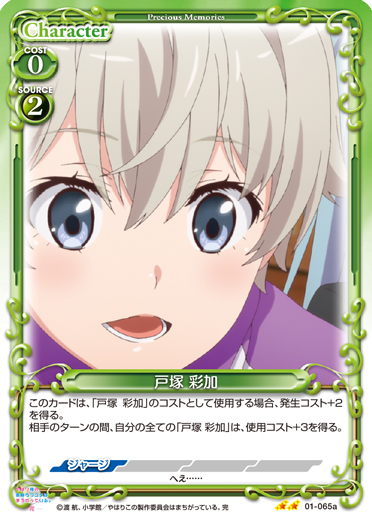 Precious Memories
Character
COST
0
SOURCE
2
戸塚 彩加
このカードは、「戸塚 彩加」のコストとして使用する場合、発生コスト+2
を得る。
相手のターンの間、自分の全ての「戸塚 彩加」は、使用コスト+3を得る。
ジャージ
へえ……
©渡 航、小学館／やはりこの製作委員会はまちがっている。完
01-065a